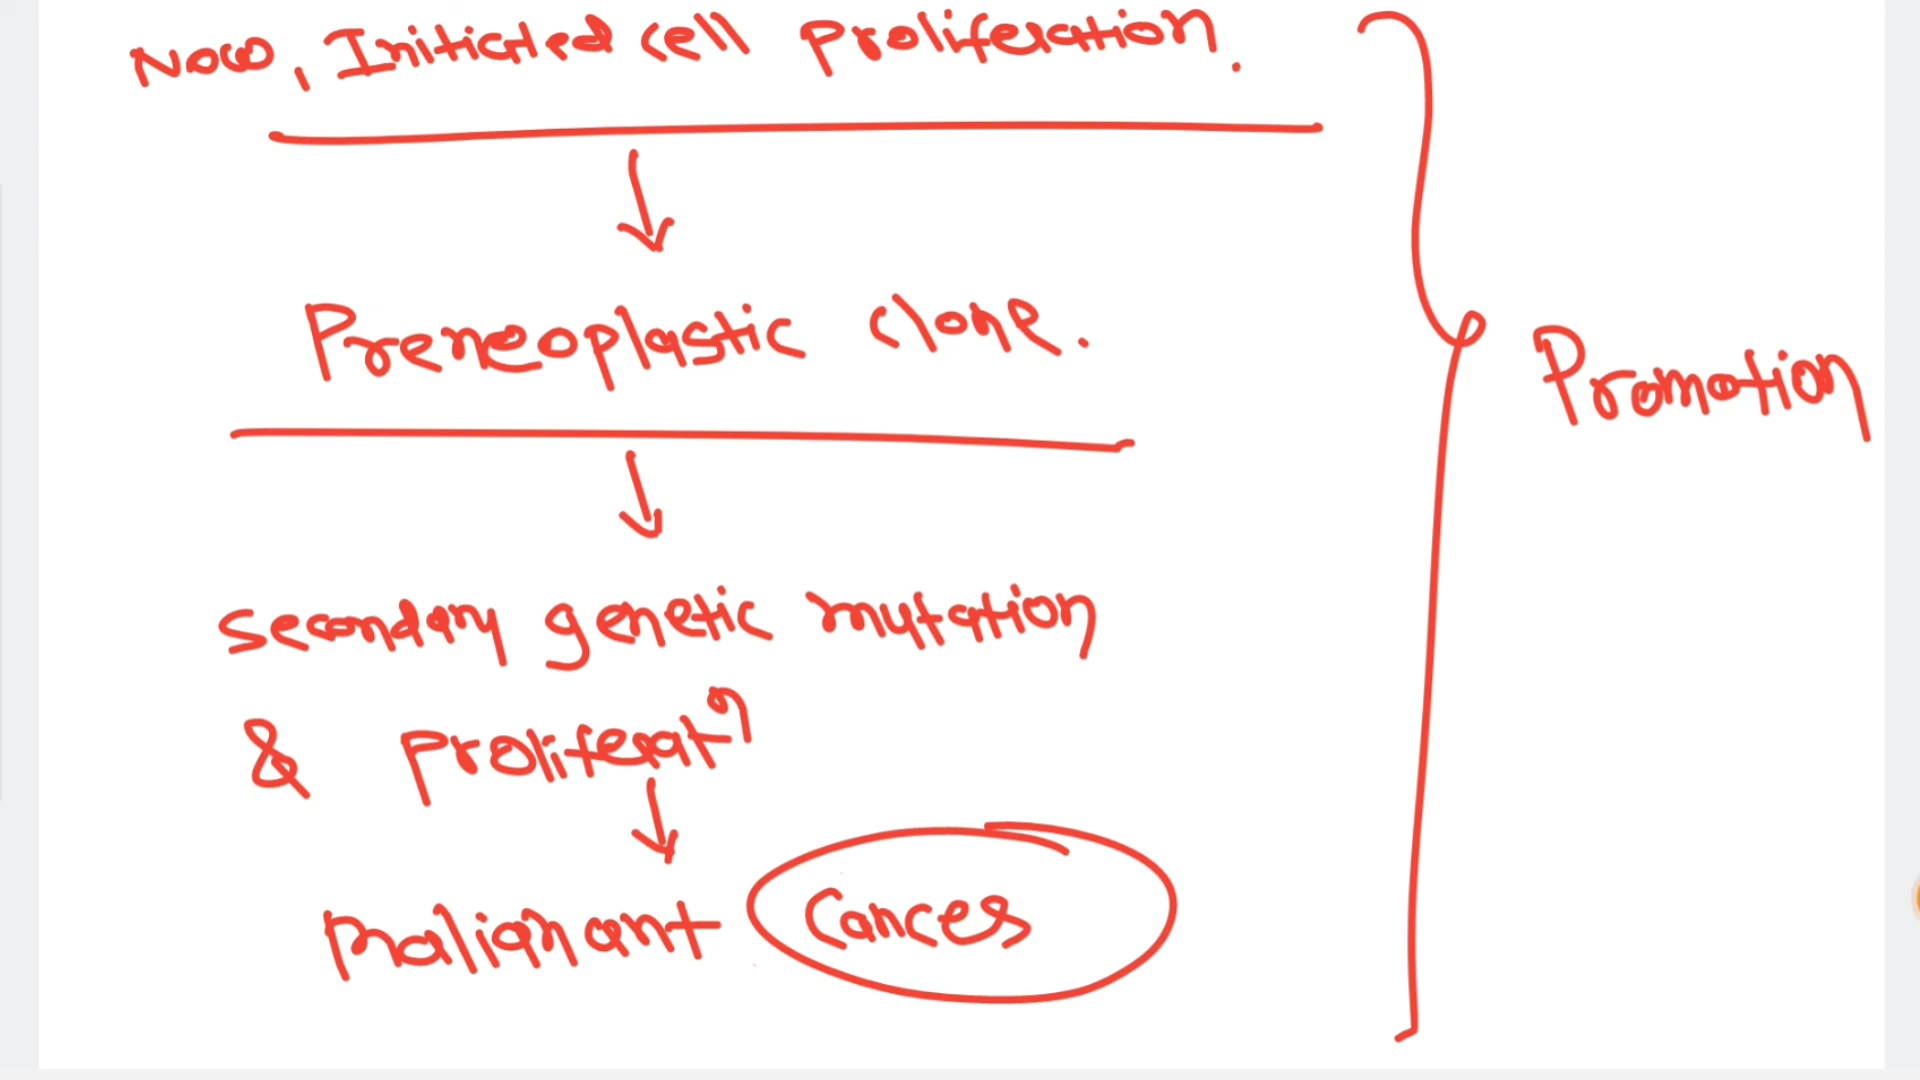 Now, Initiated cell proliferation.
Preneoplastic clone.
Promotion
secondary genetic mutation
& proliferatn
Malignant Cancer